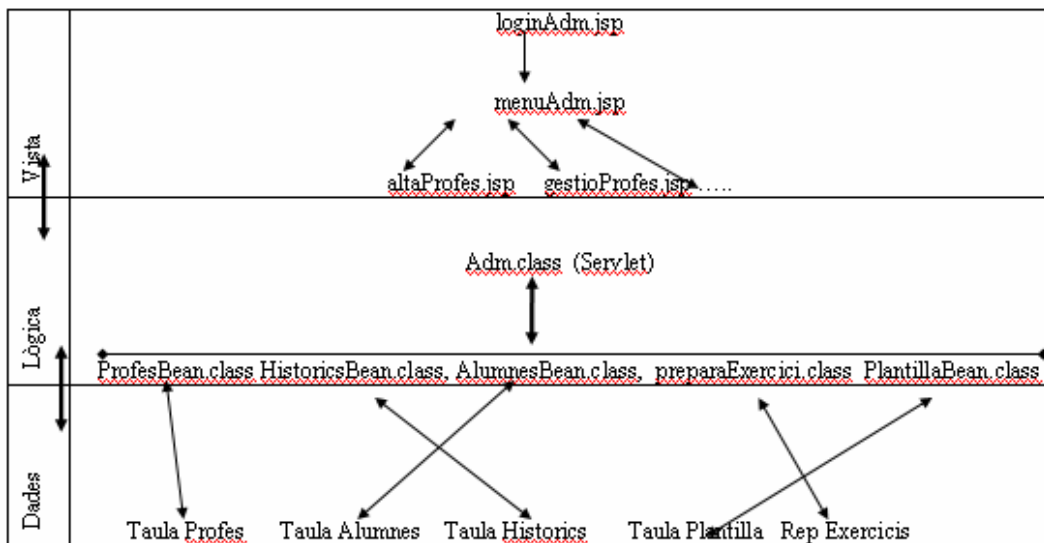 loginAdm.jsp
menuAdm.jsp
altaProfes.jsp gestioProfes.jsp .....
Vista
Adm.class (Servlet)
Lògica
ProfesBean.class HistoricsBean.class, AlumnesBean.class, preparaExercici.class PlantillaBean.class
Dades
Taula Profes Taula Alumnes Taula Historics Taula Plantilla Rep Exercicis